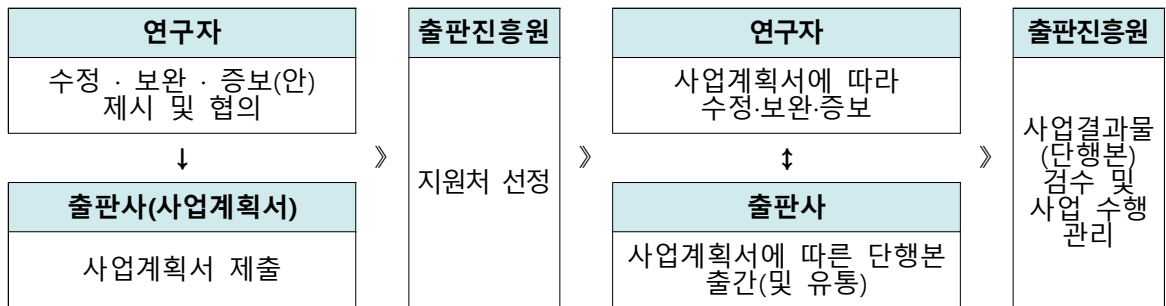 연구자
수정 · 보완 · 증보(안)
제시 및 협의
↓
출판사(사업계획서)
사업계획서 제출
》
출판진흥원
지원처 선정
》
연구자
사업계획서에 따라
수정·보완·증보
↕
출판사
사업계획서에 따른 단행본
출간(및 유통)
》
출판진흥원
사업결과물
(단행본)
검수 및
사업 수행
관리